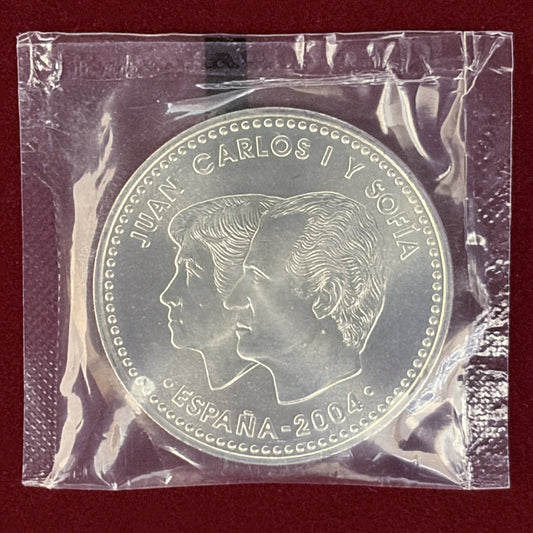 JUAN CARLOS I Y SOFÍA
· ESPAÑA - 2004 ·